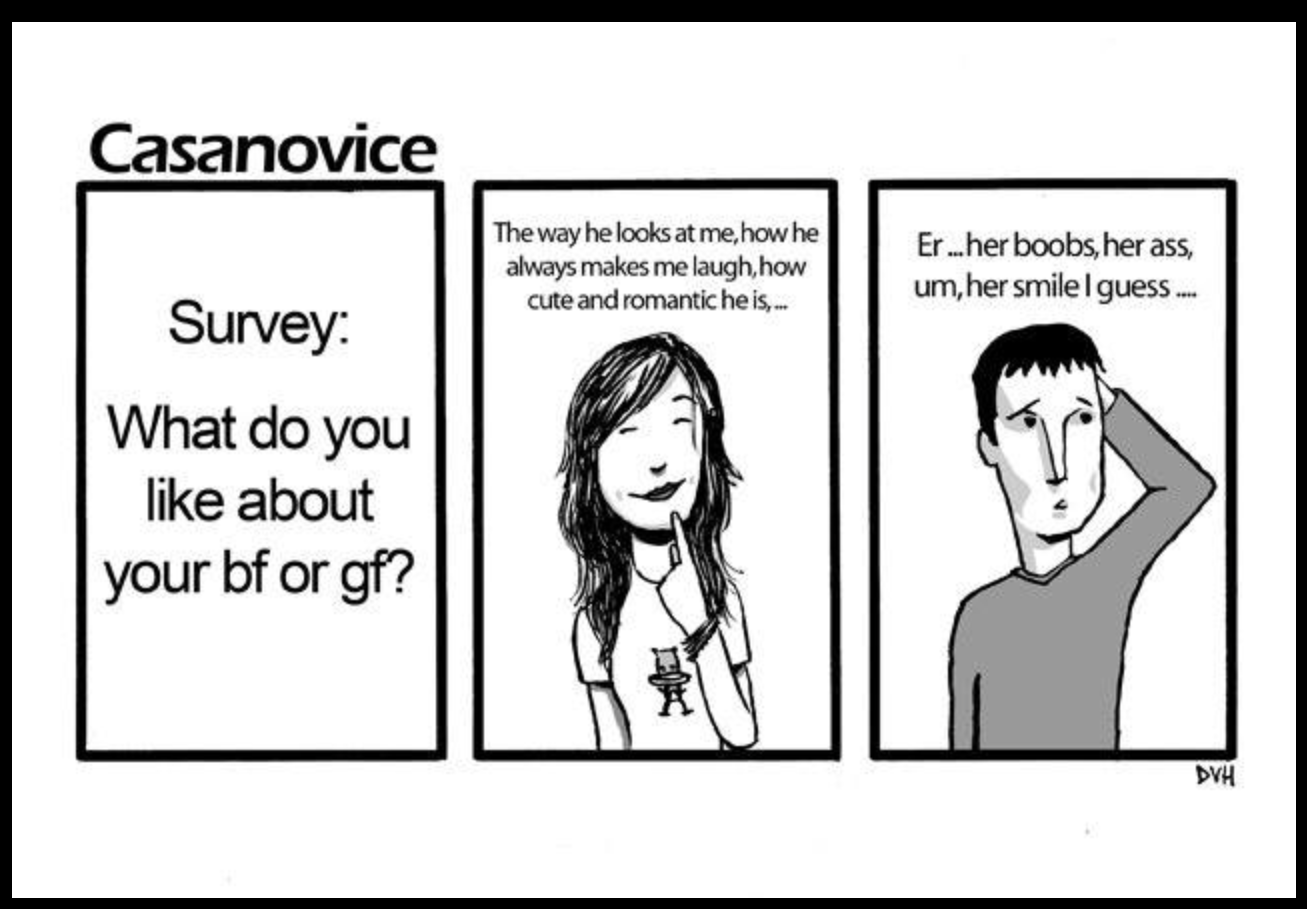 Casanovice
Survey:
What do you
like about
your bf or gf?
The way he looks at me, how he
always makes me laugh, how
cute and romantic he is, ...
Er ... her boobs, her ass,
um, her smile I guess ....
DVH